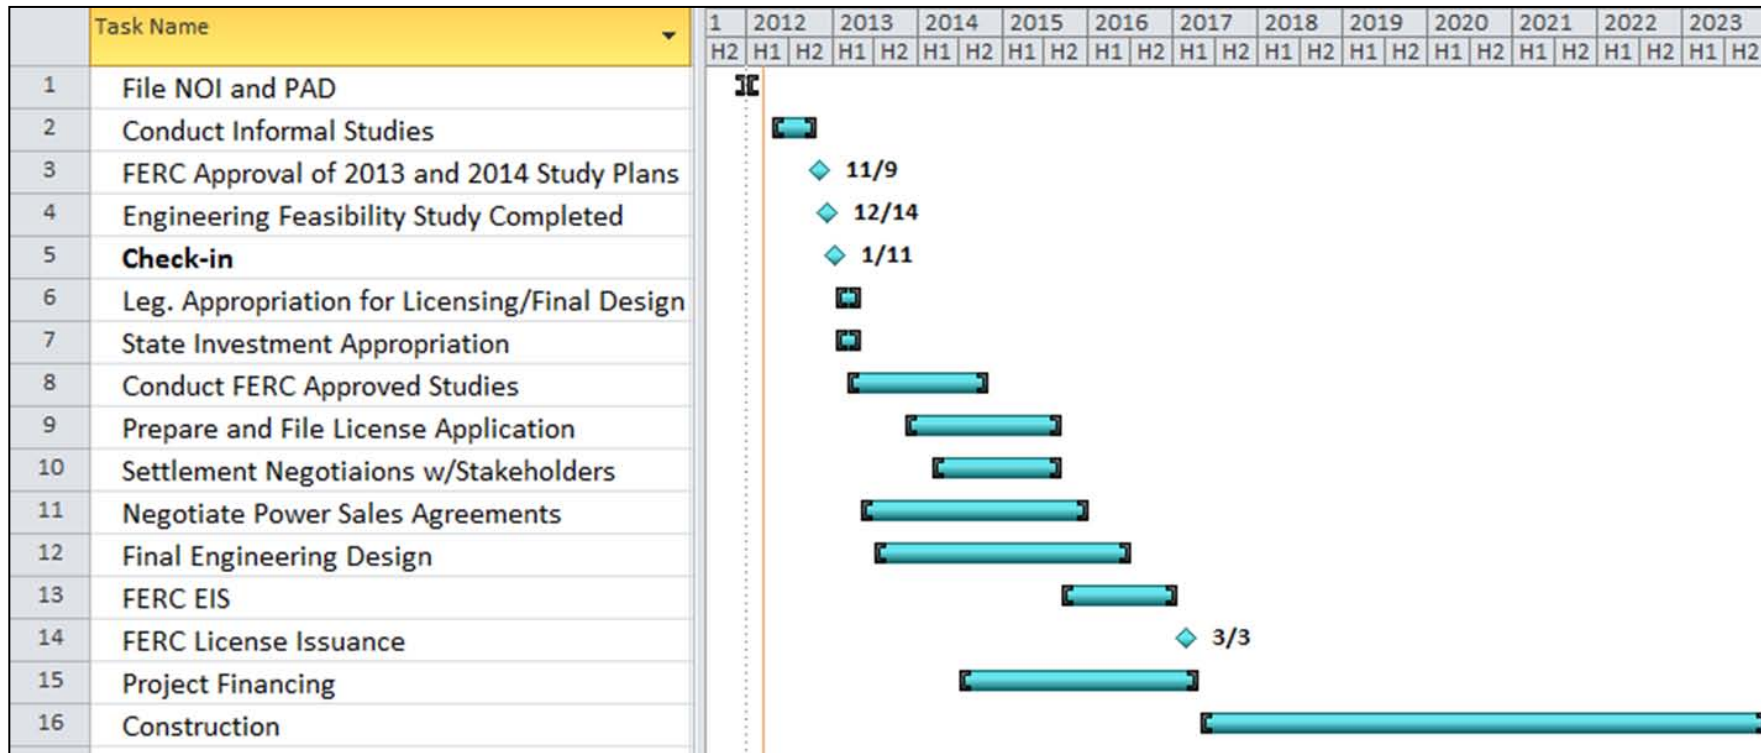 Task Name
1 2012 2013 2014 2015 2016 2017 2018 2019 2020 2021 2022 2023
H2 H1 H2 H1 H2 H1 H2 H1 H2 H1 H2 H1 H2 H1 H2 H1 H2 H1 H2 H1 H2 H1 H2 H1 H2
1 File NOI and PAD
2 Conduct Informal Studies
3 FERC Approval of 2013 and 2014 Study Plans 11/9
4 Engineering Feasibility Study Completed 12/14
5 Check-in 1/11
6 Leg. Appropriation for Licensing/Final Design
7 State Investment Appropriation
8 Conduct FERC Approved Studies
9 Prepare and File License Application
10 Settlement Negotiaions w/Stakeholders
11 Negotiate Power Sales Agreements
12 Final Engineering Design
13 FERC EIS
14 FERC License Issuance 3/3
15 Project Financing
16 Construction